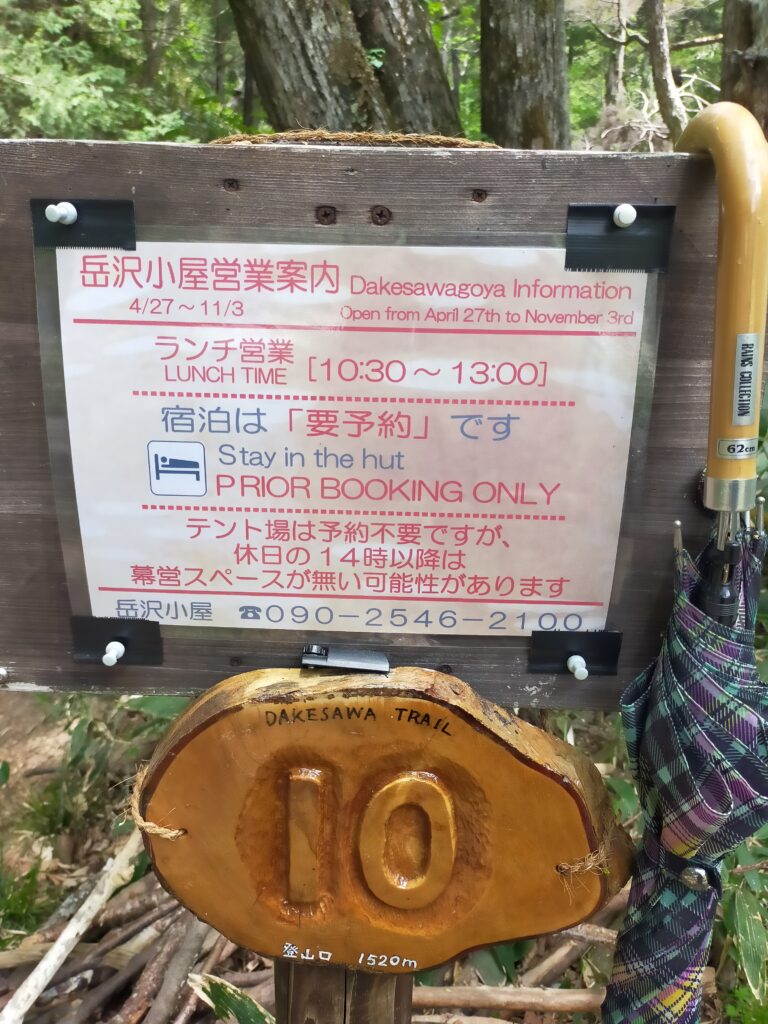 岳沢小屋営業案内 Dakesawagoya Information
4/27～11/3 Open from April 27th to November 3rd
ランチ営業
LUNCH TIME [10:30～13:00]
宿泊は「要予約」です
Stay in the hut
PRIOR BOOKING ONLY
テント場は予約不要ですが、
休日の14時以降は
幕営スペースが無い可能性があります
岳沢小屋 ☎090-2546-2100
RAINS COLLECTION
62cm
DAKESAWA TRAIL
10
登山口 1520m